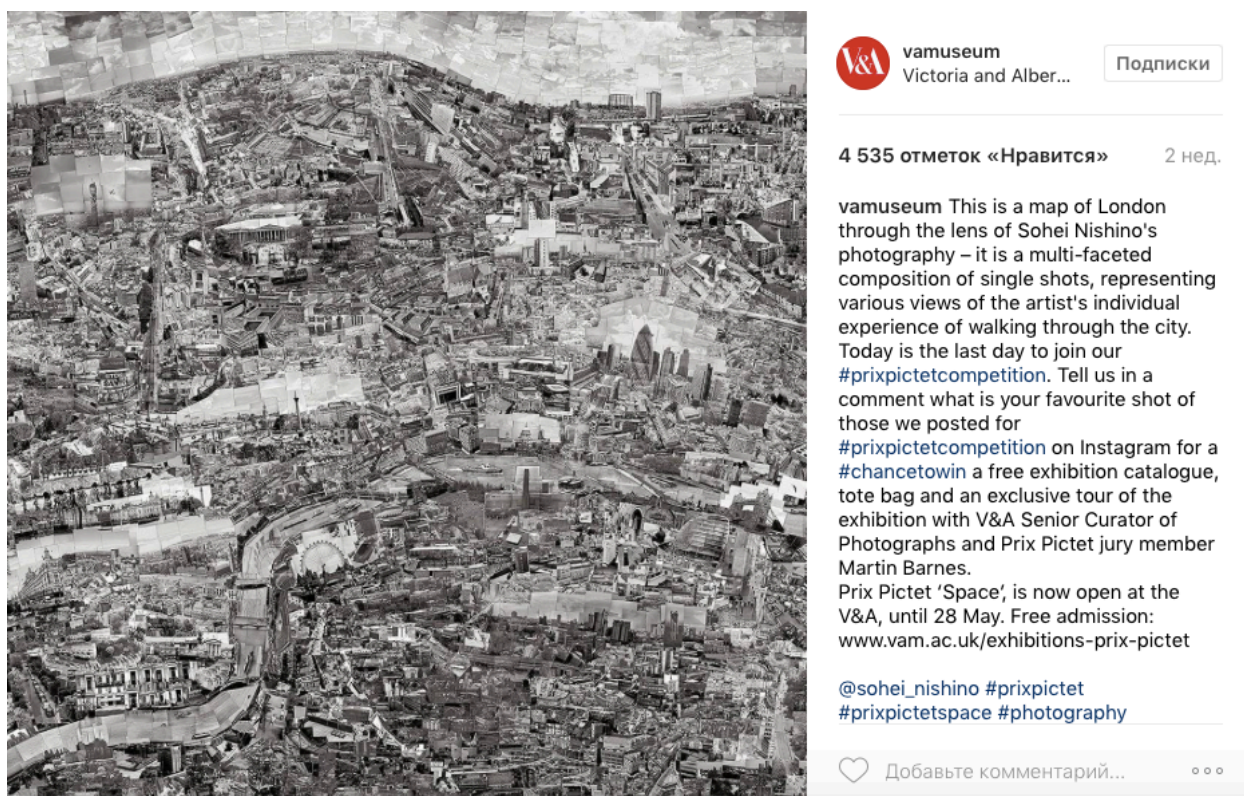 V&A
vamuseum
Victoria and Alber...
Подписки
4 535 отметок «Нравится»
2 нед.
vamuseum This is a map of London
through the lens of Sohei Nishino's
photography – it is a multi-faceted
composition of single shots, representing
various views of the artist's individual
experience of walking through the city.
Today is the last day to join our
#prixpictetcompetition. Tell us in a
comment what is your favourite shot of
those we posted for
#prixpictetcompetition on Instagram for a
#chancetowin a free exhibition catalogue,
tote bag and an exclusive tour of the
exhibition with V&A Senior Curator of
Photographs and Prix Pictet jury member
Martin Barnes.
Prix Pictet ‘Space’, is now open at the
V&A, until 28 May. Free admission:
www.vam.ac.uk/exhibitions-prix-pictet
@sohei_nishino #prixpictet
#prixpictetspace #photography
Добавьте комментарий...